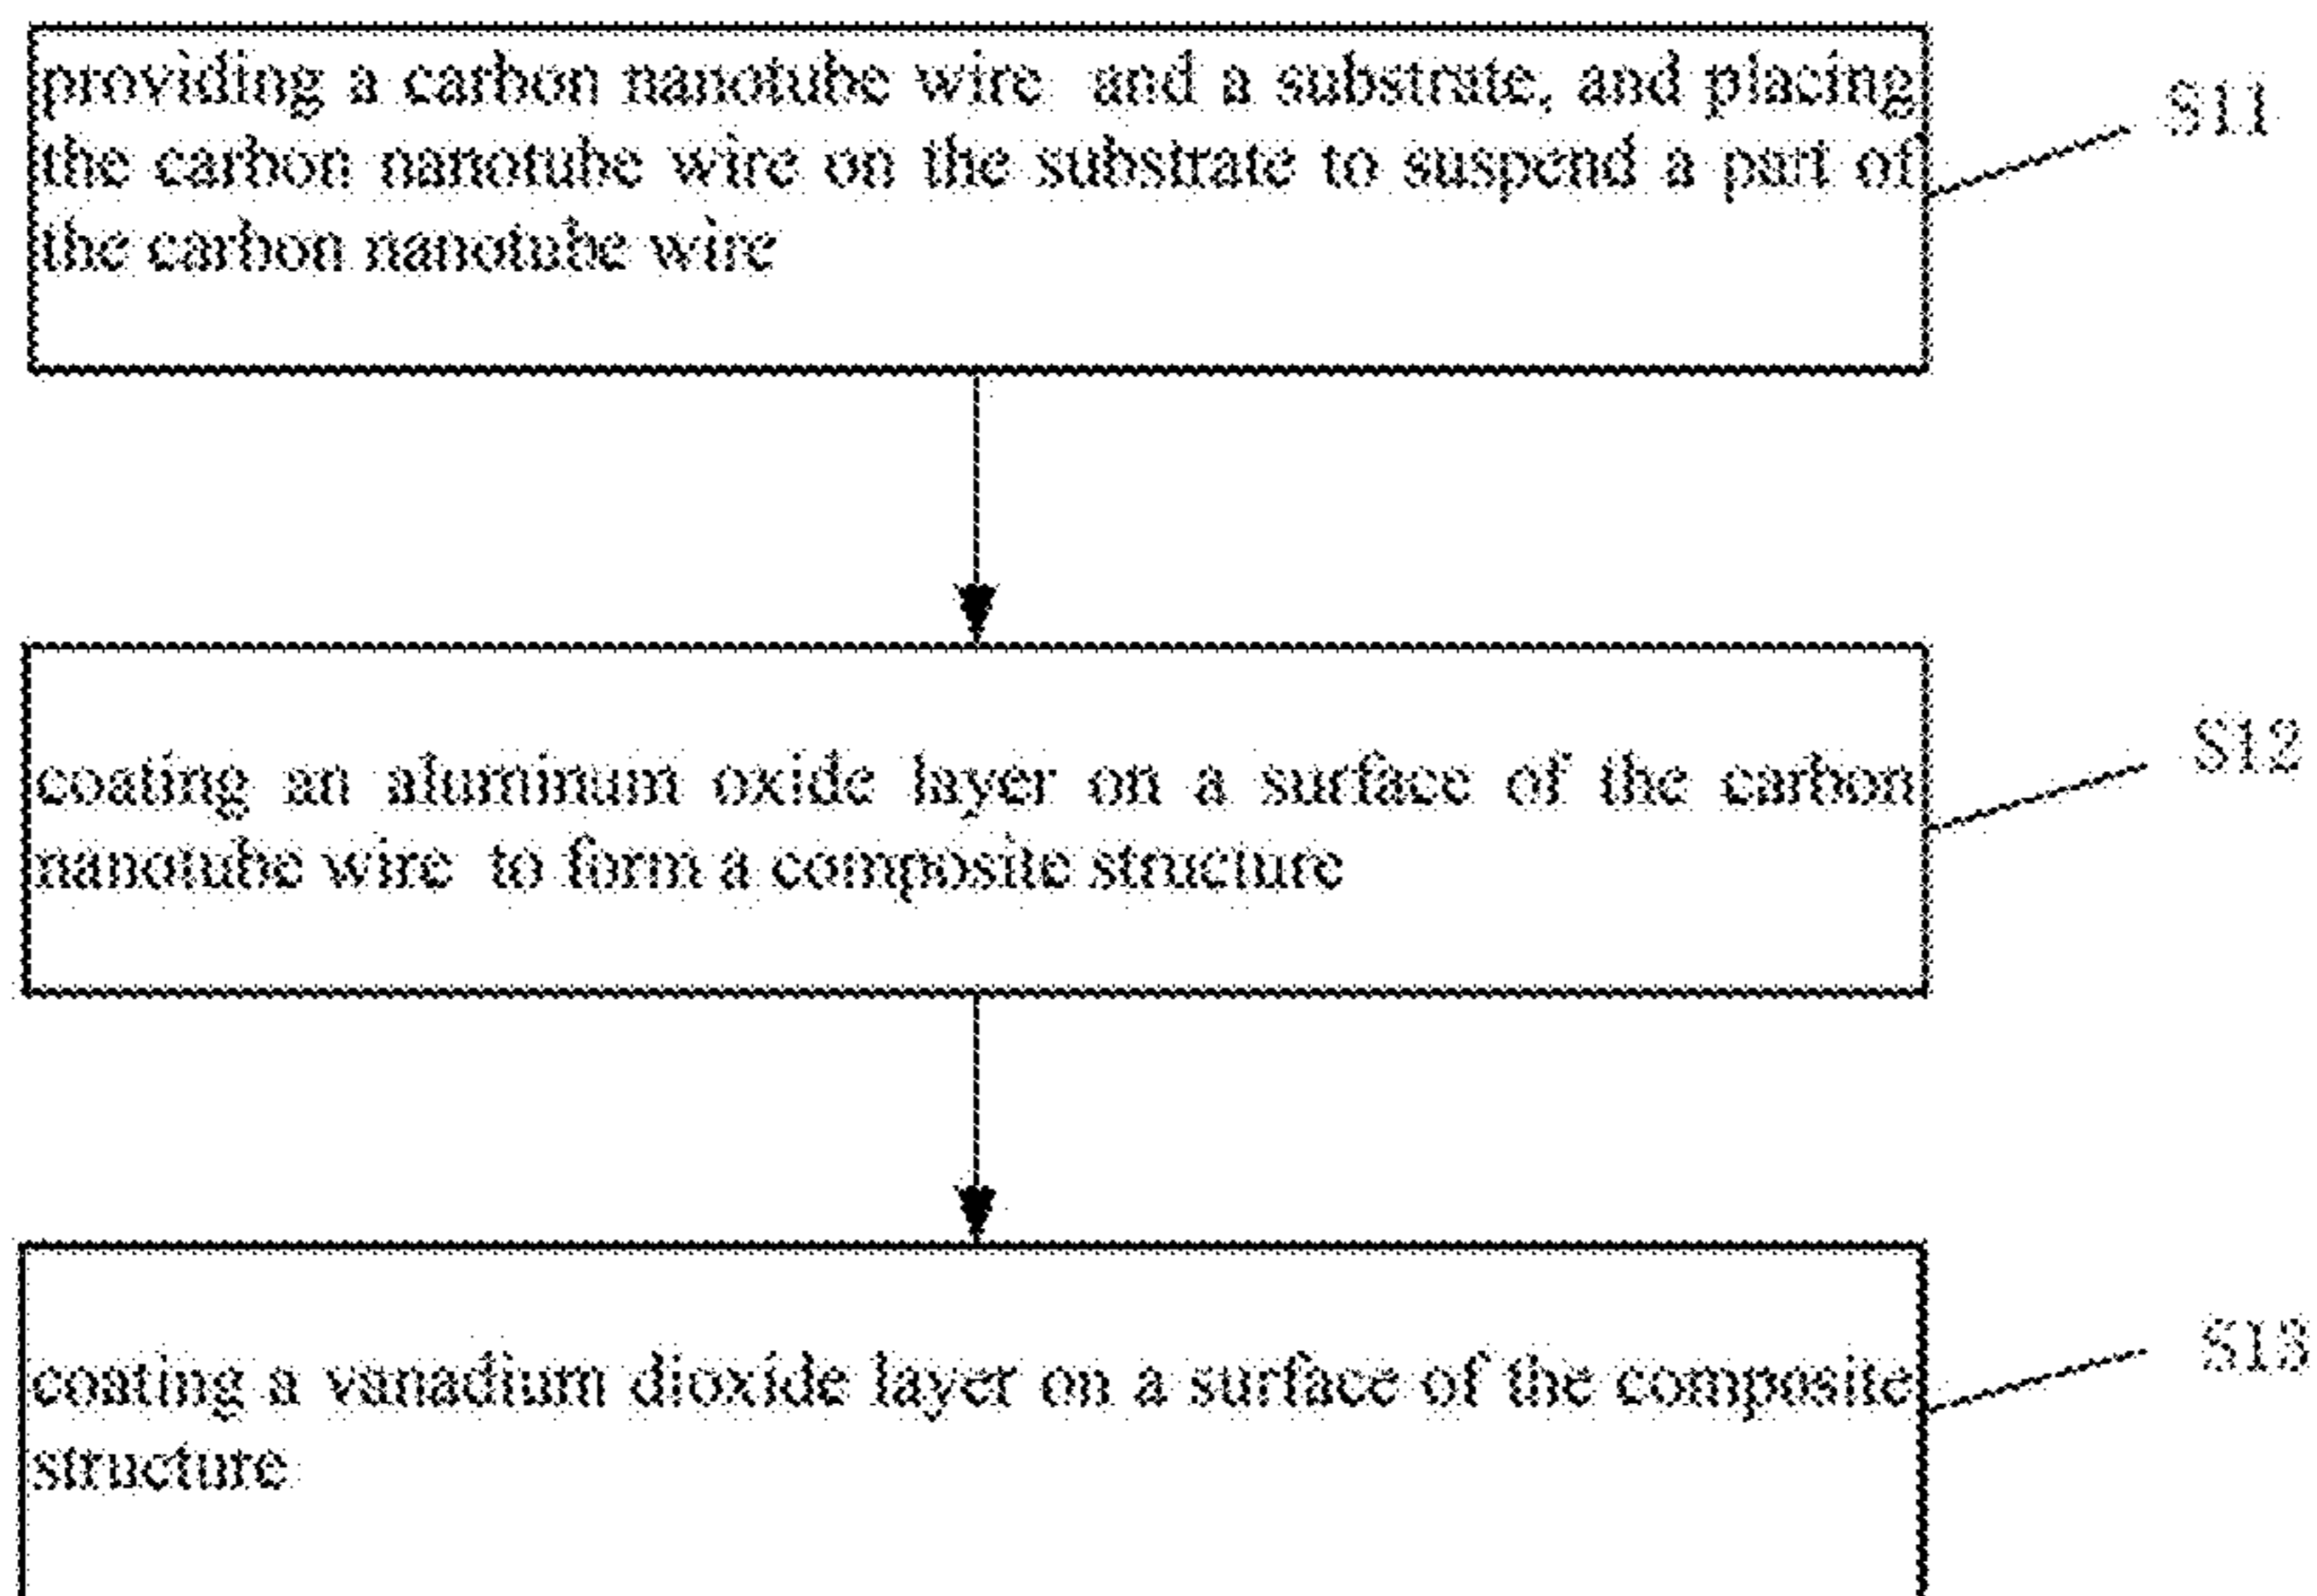 providing a carbon nanotube wire and a substrate, and placing
the carbon nanotube wire on the substrate to suspend a part of
the carbon nanotube wire
S11
coating an aluminum oxide layer on a surface of the carbon
nanotube wire to form a composite structure
S12
coating a vanadium dioxide layer on a surface of the composite
structure
S13